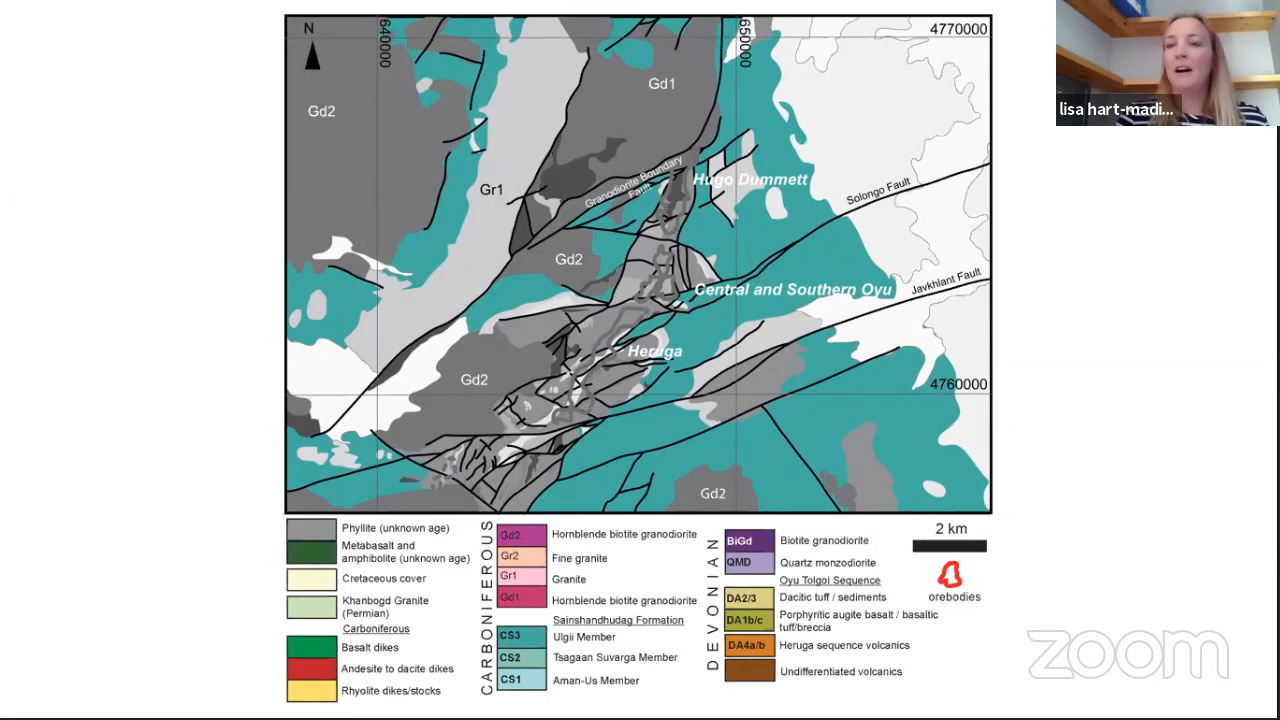 N
640000
650000
4770000
Gd2
Gd1
lisa hart-madi...
Granodiorite Boundary
Fault
Hugo Dummett
Gr1
Solongo Fault
Gd2
Central and Southern Oyu
Javkhlant Fault
Heruga
Gd2
4760000
Gd2
Phyllite (unknown age)
Metabasalt and
amphibolite (unknown age)
Cretaceous cover
Khanbogd Granite
(Permian)
Carboniferous
Basalt dikes
Andesite to dacite dikes
Rhyolite dikes/stocks
CARBONIFEROUS
Gd2 Hornblende biotite granodiorite
Gr2 Fine granite
Gr1 Granite
Gd1 Hornblende biotite granodiorite
Sainshandhudag Formation
CS3 Ulgii Member
CS2 Tsagaan Suvarga Member
CS1 Aman-Us Member
DEVONIAN
BiGd Biotite granodiorite
QMD Quartz monzodiorite
Oyu Tolgoi Sequence
DA2/3 Dacitic tuff / sediments
DA1b/c Porphyritic augite basalt / basaltic
tuff/breccia
DA4a/b Heruga sequence volcanics
Undifferentiated volcanics
2 km
orebodies
zoom